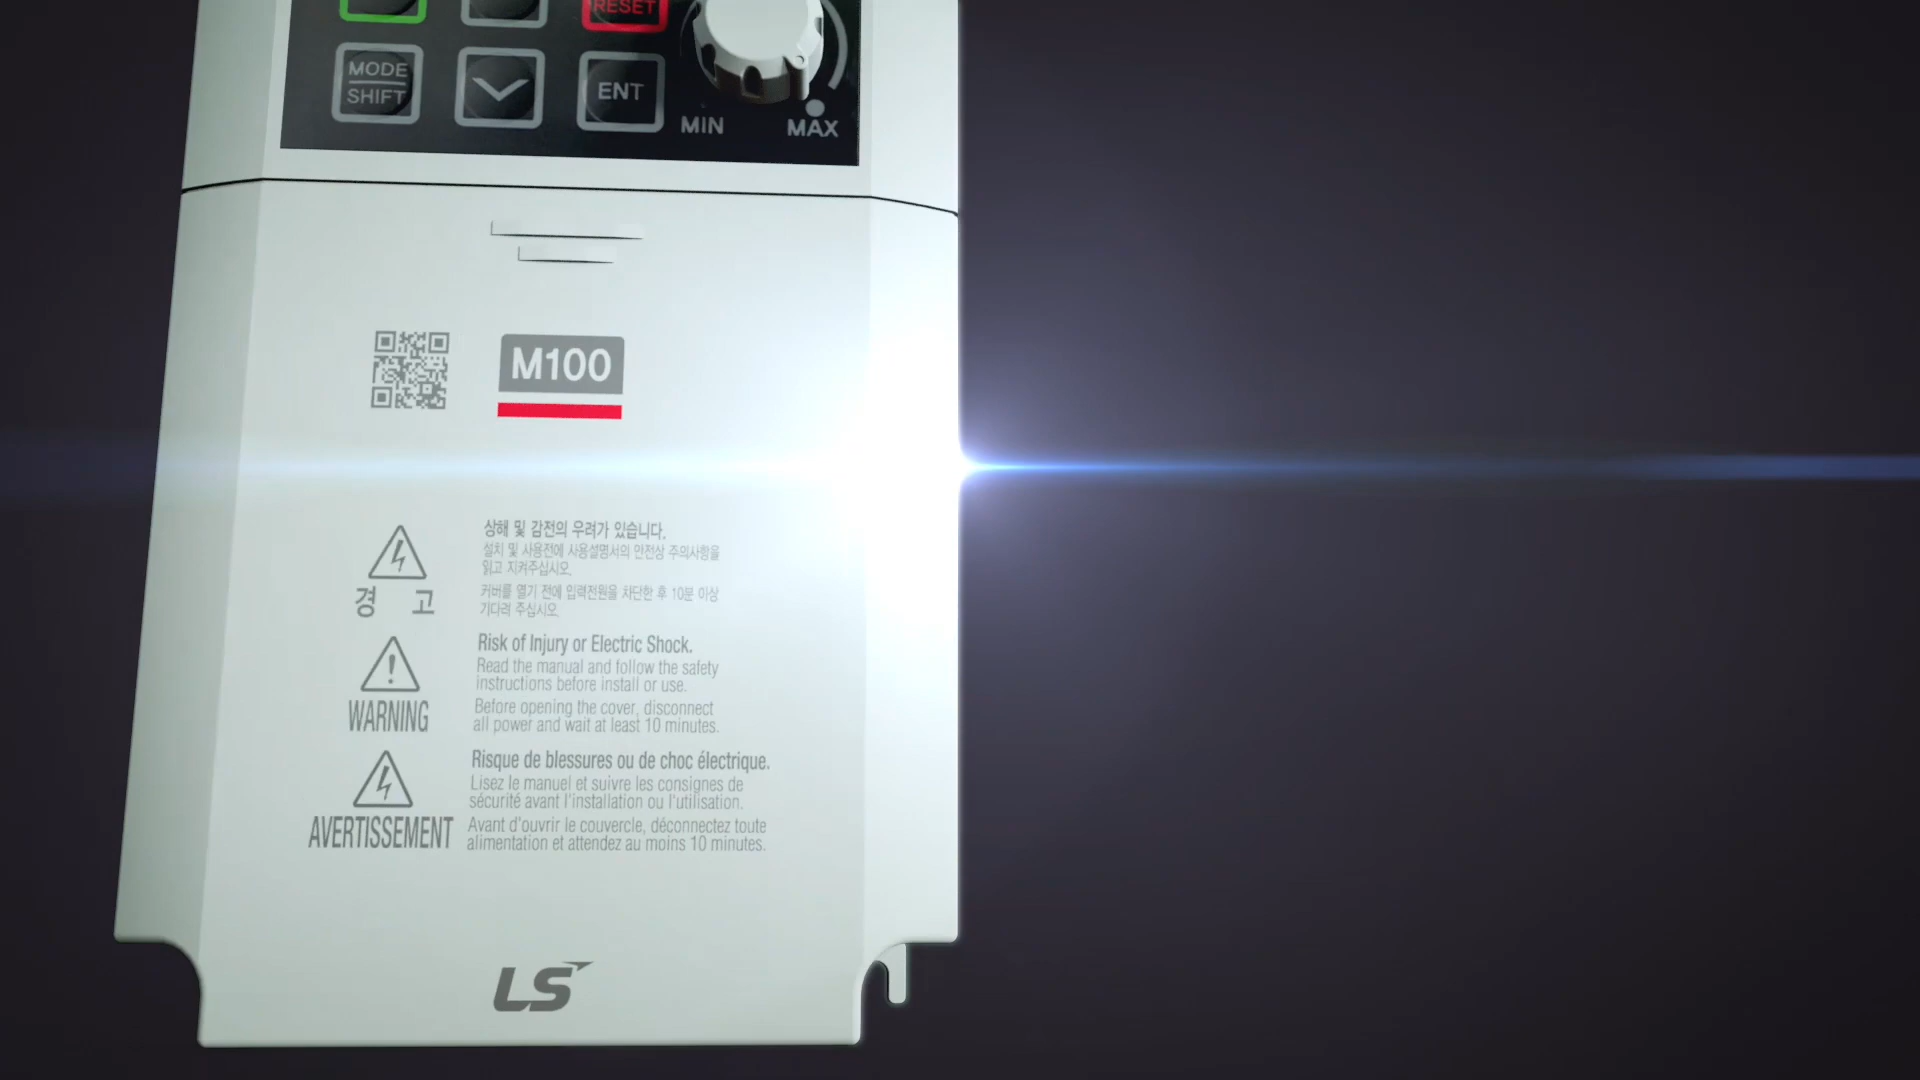 RESET
MODE
SHIFT
ENT
MIN
MAX
M100
상해 및 감전의 우려가 있습니다.
설치 및 사용전에 사용설명서의 안전상 주의사항을
읽고 지켜주십시오.
커버를 열기 전에 입력전원을 차단한 후 10분 이상
기다려 주십시오.
경 고
Risk of Injury or Electric Shock.
Read the manual and follow the safety
instructions before install or use.
Before opening the cover, disconnect
all power and wait at least 10 minutes.
WARNING
Risque de blessures ou de choc électrique.
Lisez le manuel et suivre les consignes de
sécurité avant l'installation ou l'utilisation.
Avant d'ouvrir le couvercle, déconnectez toute
alimentation et attendez au moins 10 minutes.
AVERTISSEMENT
LS